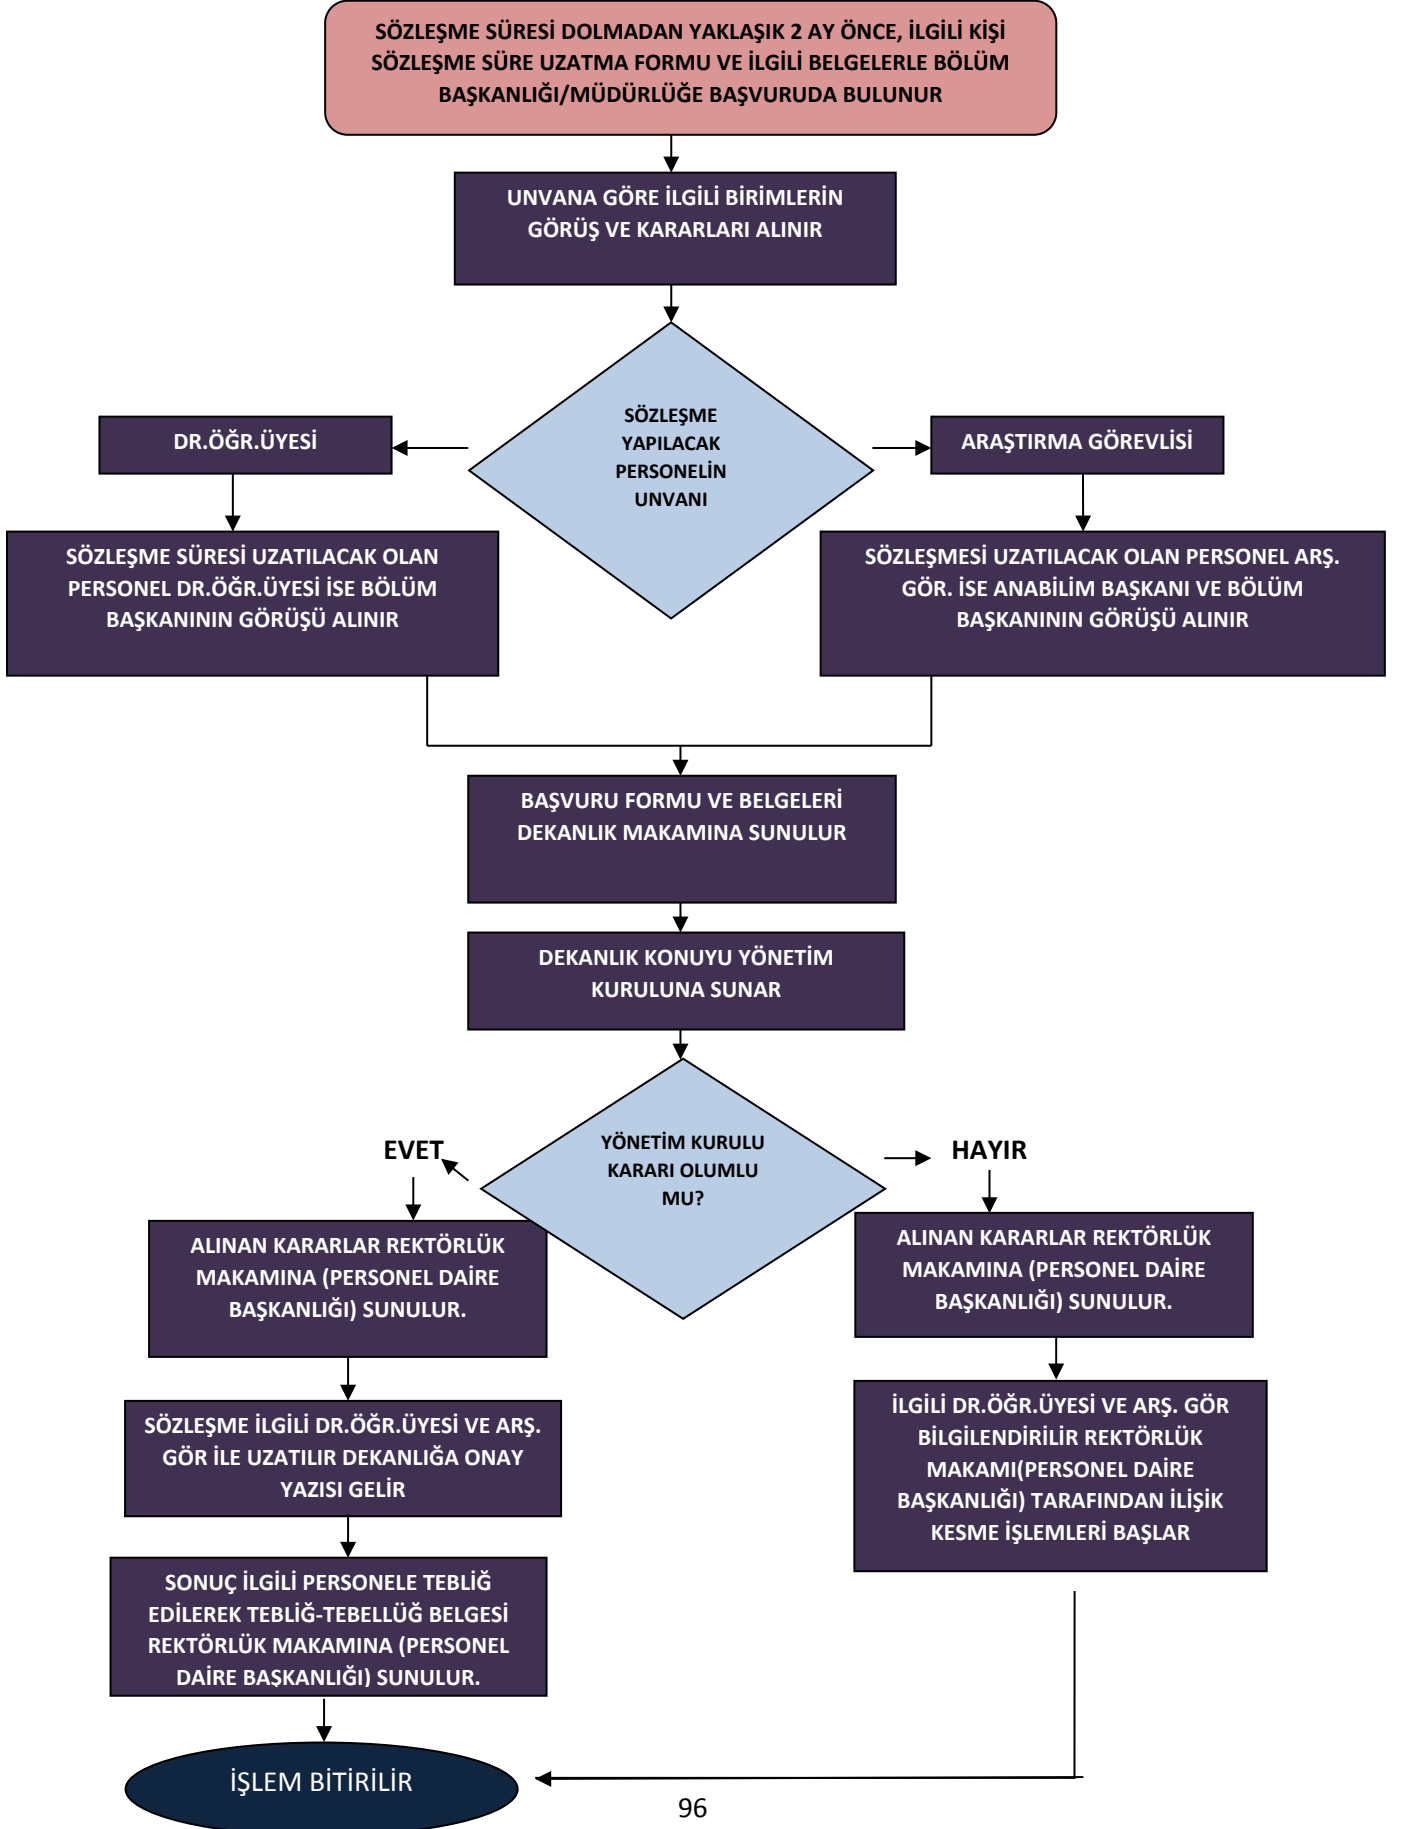 SÖZLEŞME SÜRESİ DOLMADAN YAKLAŞIK 2 AY ÖNCE, İLGİLİ KİŞİ
SÖZLEŞME SÜRE UZATMA FORMU VE İLGİLİ BELGELERLE BÖLÜM
BAŞKANLIĞI/MÜDÜRLÜĞE BAŞVURUDA BULUNUR
UNVANA GÖRE İLGİLİ BİRİMLERİN
GÖRÜŞ VE KARARLARI ALINIR
SÖZLEŞME
YAPILACAK
PERSONELİN
UNVANI
DR.ÖĞR.ÜYESİ
ARAŞTIRMA GÖREVLİSİ
SÖZLEŞME SÜRESİ UZATILACAK OLAN
PERSONEL DR.ÖĞR.ÜYESİ İSE BÖLÜM
BAŞKANININ GÖRÜŞÜ ALINIR
SÖZLEŞMESİ UZATILACAK OLAN PERSONEL ARŞ.
GÖR. İSE ANABİLİM BAŞKANI VE BÖLÜM
BAŞKANININ GÖRÜŞÜ ALINIR
BAŞVURU FORMU VE BELGELERİ
DEKANLIK MAKAMINA SUNULUR
DEKANLIK KONUYU YÖNETİM
KURULUNA SUNAR
YÖNETİM KURULU
KARARI OLUMLU
MU?
EVET
HAYIR
ALINAN KARARLAR REKTÖRLÜK
MAKAMINA (PERSONEL DAİRE
BAŞKANLIĞI) SUNULUR.
ALINAN KARARLAR REKTÖRLÜK
MAKAMINA (PERSONEL DAİRE
BAŞKANLIĞI) SUNULUR.
SÖZLEŞME İLGİLİ DR.ÖĞR.ÜYESİ VE ARŞ.
GÖR İLE UZATILIR DEKANLIĞA ONAY
YAZISI GELİR
İLGİLİ DR.ÖĞR.ÜYESİ VE ARŞ. GÖR
BİLGİLENDİRİLİR REKTÖRLÜK
MAKAMI(PERSONEL DAİRE
BAŞKANLIĞI) TARAFINDAN İLİŞİK
KESME İŞLEMLERİ BAŞLAR
SONUÇ İLGİLİ PERSONELE TEBLİĞ
EDİLEREK TEBLİĞ-TEBELLÜĞ BELGESİ
REKTÖRLÜK MAKAMINA (PERSONEL
DAİRE BAŞKANLIĞI) SUNULUR.
İŞLEM BİTİRİLİR
96